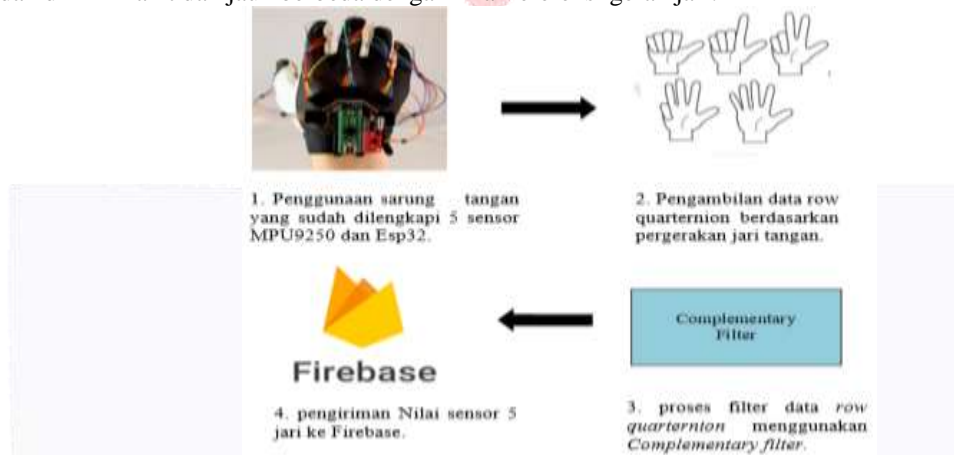 1. Penggunaan sarung tangan
yang sudah dilengkapi 5 sensor
MPU9250 dan Esp32.
2. Pengambilan data row
quarternion berdasarkan
pergerakan jari tangan.
Firebase
4. pengiriman Nilai sensor 5
jari ke Firebase.
Complementary
Filter
3. proses filter data row
quarternion menggunakan
Complementary filter.